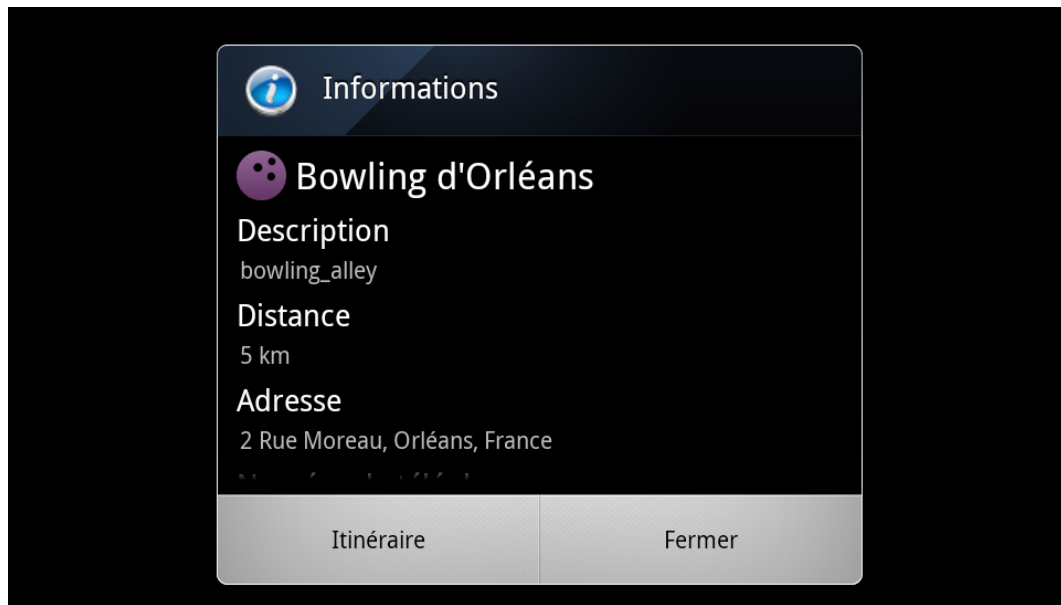 Informations
Bowling d'Orléans
Description
bowling_alley
Distance
5 km
Adresse
2 Rue Moreau, Orléans, France
Itinéraire
Fermer